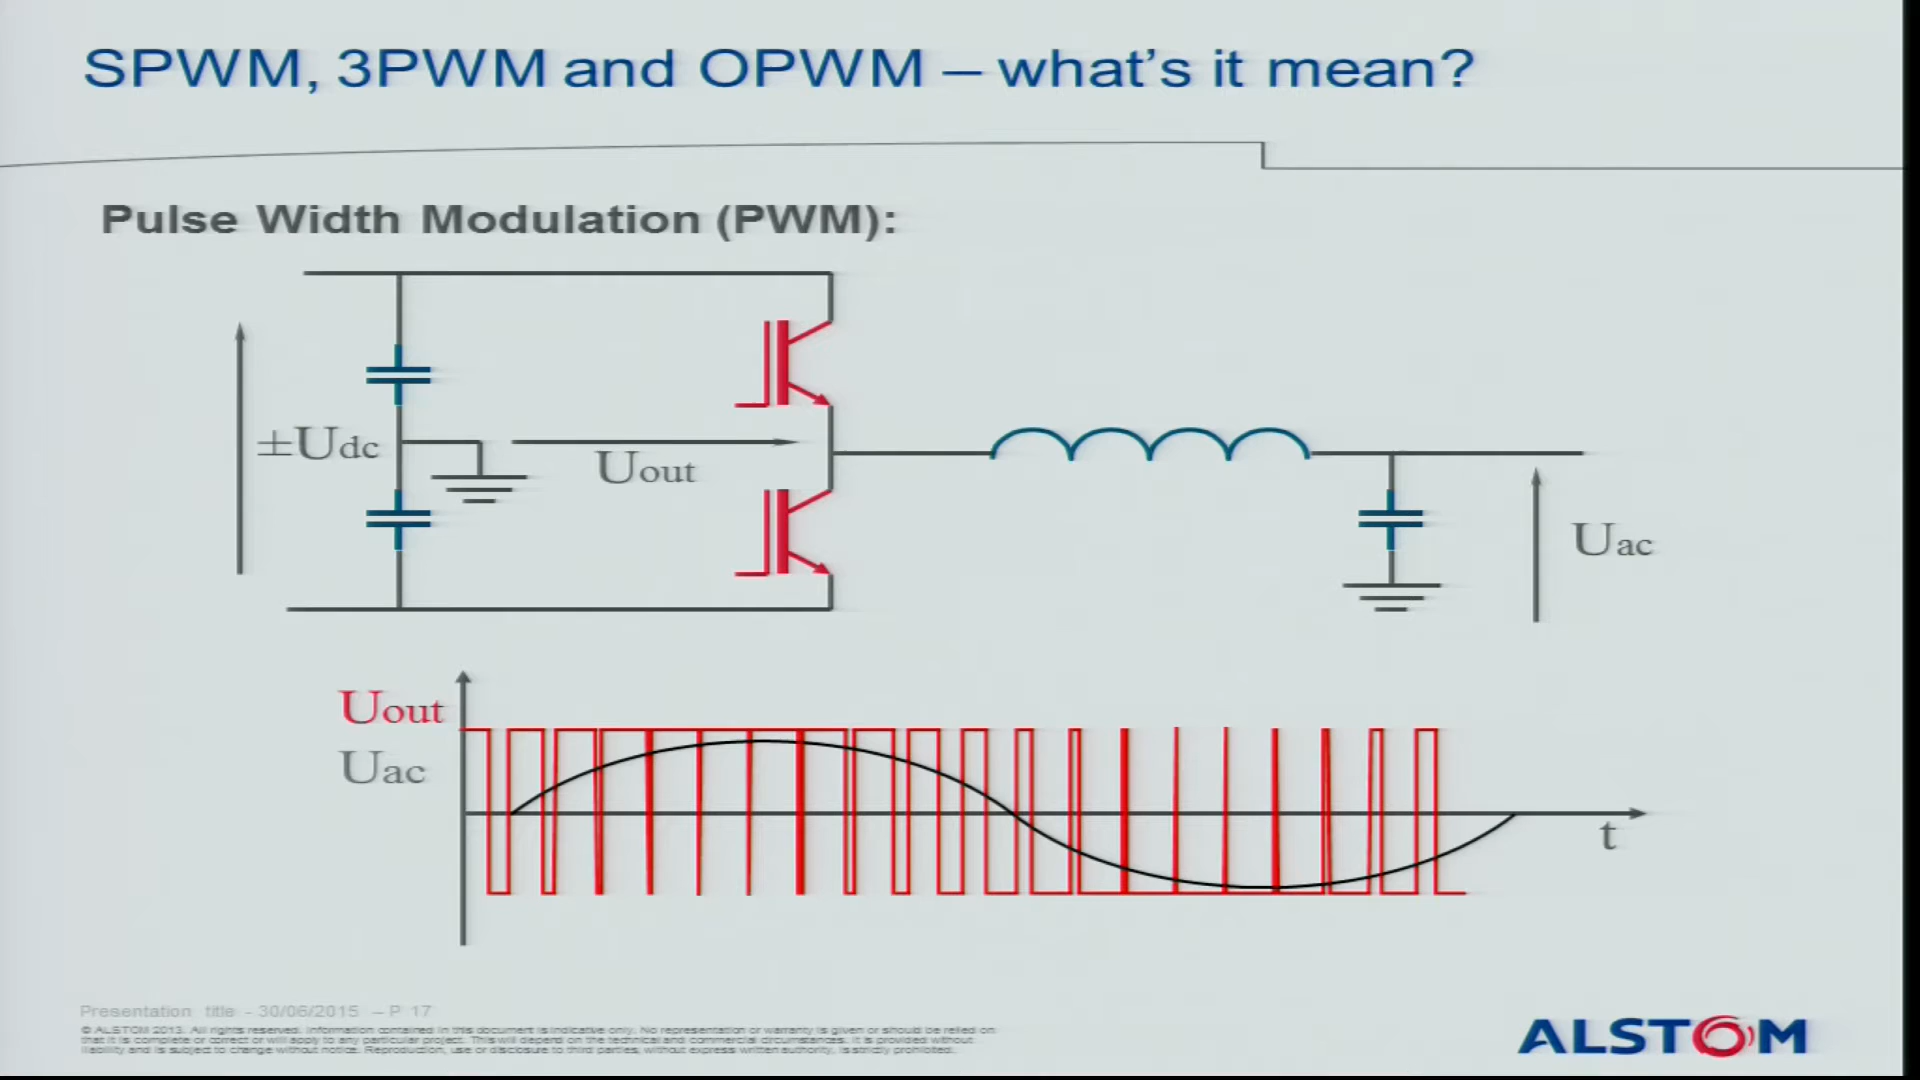 SPWM, 3PWM and OPWM – what's it mean?
Pulse Width Modulation (PWM):
±Udc
Uout
Uac
Uout
Uac
t
Presentation title - 30/06/2015 – P 17
© ALSTOM 2013. All rights reserved. Information contained in this document is indicative only. No representation or warranty is given or should be relied on
that it is complete or correct or will apply to any particular project. This will depend on the technical and commercial circumstances. It is provided without
liability and is subject to change without notice. Reproduction, use or disclosure to third parties, without express written authority, is strictly prohibited.
ALSTOM